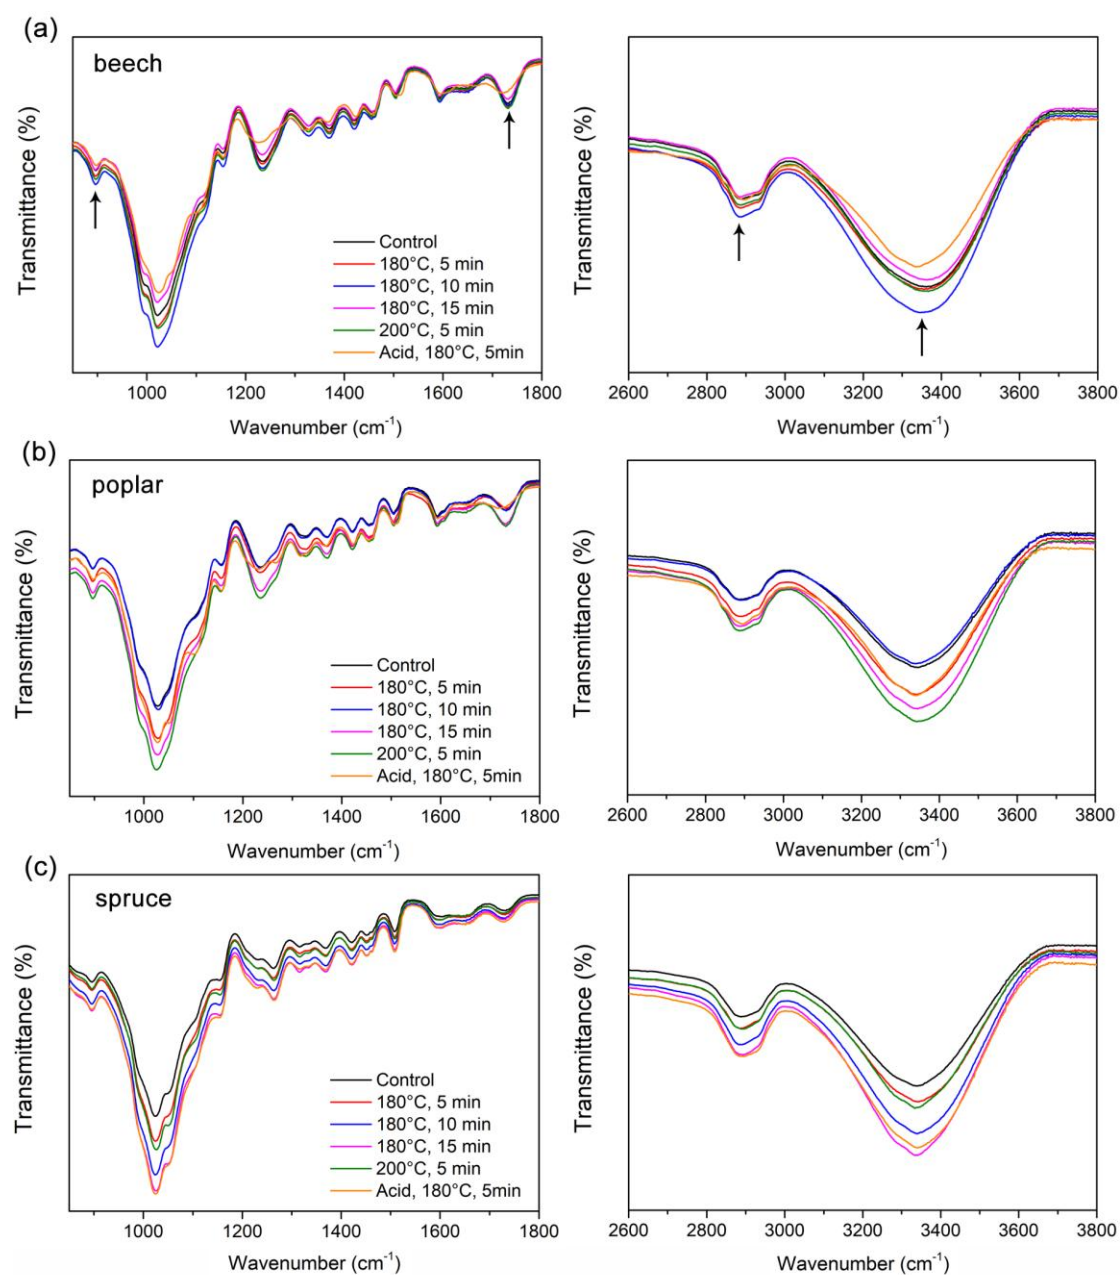 (a)
beech
Transmittance (%)
Control
180°C, 5 min
180°C, 10 min
180°C, 15 min
200°C, 5 min
Acid, 180°C, 5min
1000 1200 1400 1600 1800
Wavenumber (cm-1)
Transmittance (%)
2600 2800 3000 3200 3400 3600 3800
Wavenumber (cm-1)
(b)
poplar
Transmittance (%)
Control
180°C, 5 min
180°C, 10 min
180°C, 15 min
200°C, 5 min
Acid, 180°C, 5min
1000 1200 1400 1600 1800
Wavenumber (cm-1)
Transmittance (%)
2600 2800 3000 3200 3400 3600 3800
Wavenumber (cm-1)
(c)
spruce
Transmittance (%)
Control
180°C, 5 min
180°C, 10 min
180°C, 15 min
200°C, 5 min
Acid, 180°C, 5min
1000 1200 1400 1600 1800
Wavenumber (cm-1)
Transmittance (%)
2600 2800 3000 3200 3400 3600 3800
Wavenumber (cm-1)